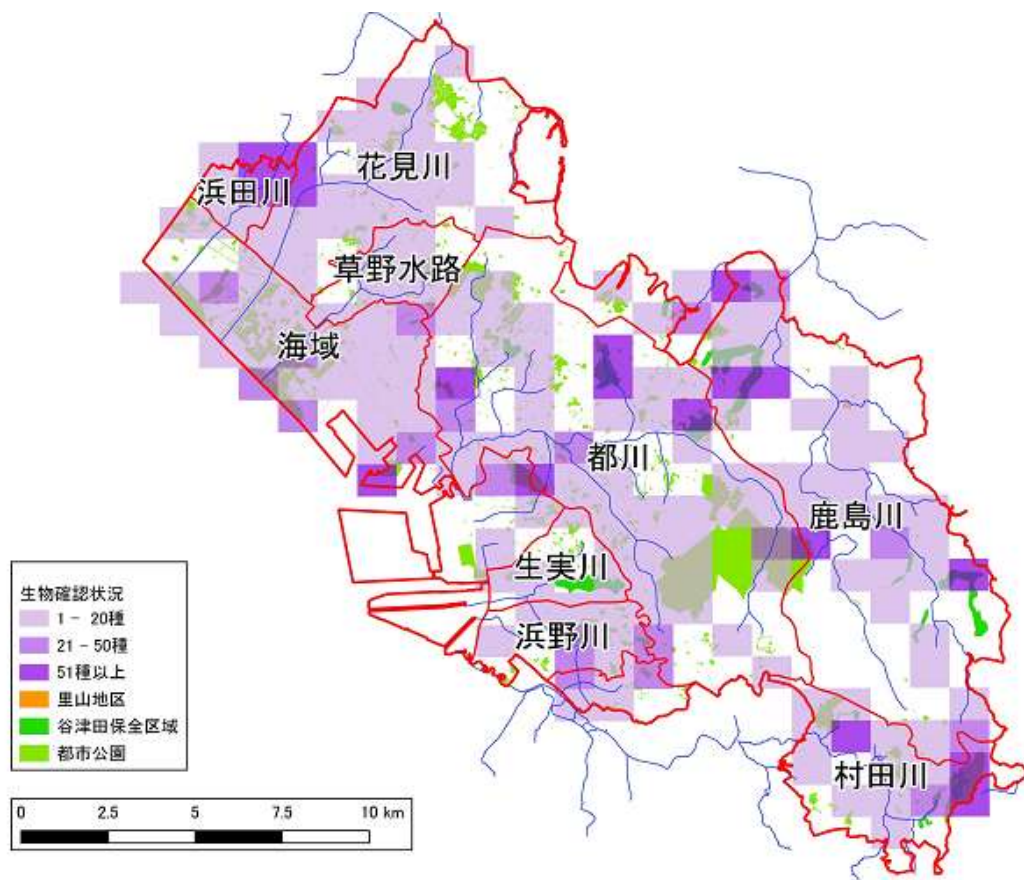 花見川
浜田川
草野水路
海域
都川
鹿島川
生実川
浜野川
村田川
生物確認状況
1 - 20種
21 - 50種
51種以上
里山地区
谷津田保全区域
都市公園
0 2.5 5 7.5 10 km